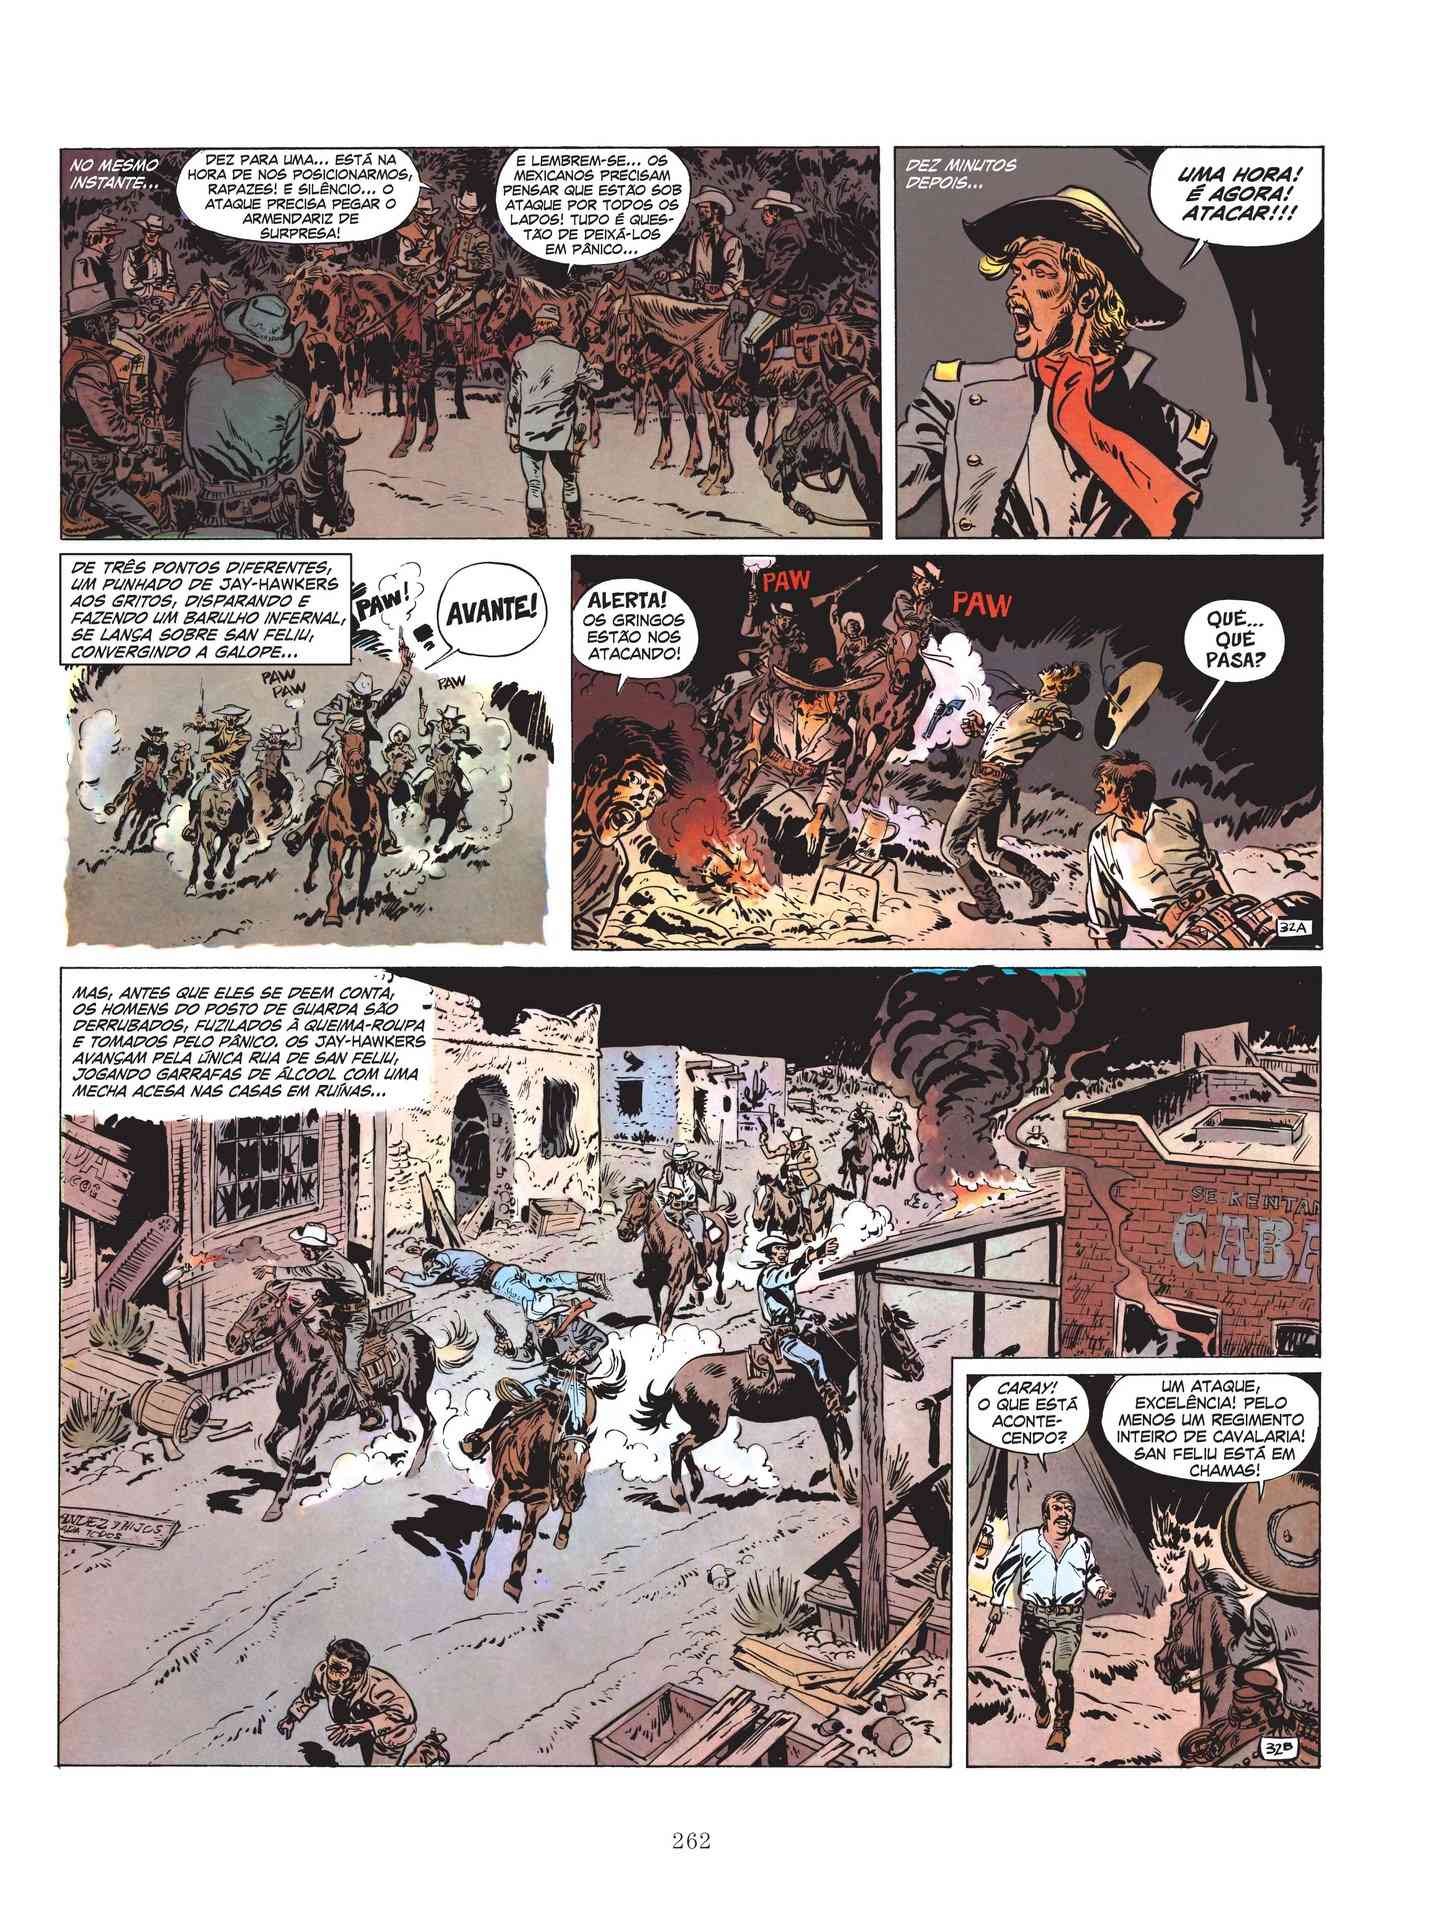 NO MESMO
INSTANTE...
DEZ PARA UMA... ESTÁ NA
HORA DE NOS POSICIONARMOS,
RAPAZES! E SILÊNCIO... O
ATAQUE PRECISA PEGAR O
ARMENDARIZ DE
SURPRESA!
E LEMBREM-SE... OS
MEXICANOS PRECISAM
PENSAR QUE ESTÃO SOB
ATAQUE POR TODOS OS
LADOS! TUDO É QUES-
TÃO DE DEIXÁ-LOS
EM PÂNICO...
DEZ MINUTOS
DEPOIS...
UMA HORA!
É AGORA!
ATACAR!!!
DE TRÊS PONTOS DIFERENTES,
UM PUNHADO DE JAY-HAWKERS
AOS GRITOS, DISPARANDO E
FAZENDO UM BARULHO INFERNAL,
SE LANÇA SOBRE SAN FELIU,
CONVERGINDO A GALOPE...
PAW!
AVANTE!
PAW
PAW
PAW
ALERTA!
OS GRINGOS
ESTÃO NOS
ATACANDO!
PAW
PAW
QUÉ...
QUÉ
PASA?
32A
MAS, ANTES QUE ELES SE DEEM CONTA,
OS HOMENS DO POSTO DE GUARDA SÃO
DERRUBADOS, FUZILADOS À QUEIMA-ROUPA
E TOMADOS PELO PÂNICO. OS JAY-HAWKERS
AVANÇAM PELA ÚNICA RUA DE SAN FELIU,
JOGANDO GARRAFAS DE ÁLCOOL COM UMA
MECHA ACESA NAS CASAS EM RUÍNAS...
SE KENTAN
CABA
NDEZ Y HIJOS
TODOS
CARAY!
O QUE ESTÁ
ACONTE-
CENDO?
UM ATAQUE,
EXCELÊNCIA! PELO
MENOS UM REGIMENTO
INTEIRO DE CAVALARIA!
SAN FELIU ESTÁ EM
CHAMAS!
32B
262